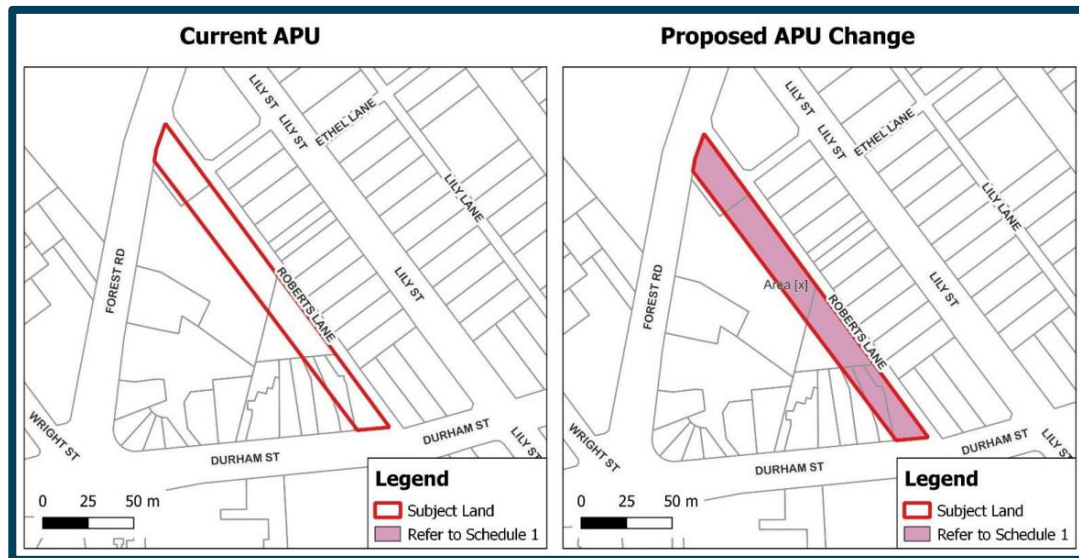 Current APU
LILY ST
LILY ST
ETHEL LANE
LILY LANE
FOREST RD
ROBERTS LANE
LILY ST
WRIGHT ST
DURHAM ST
DURHAM ST
LILY ST
0 25 50 m
Legend
Subject Land
Refer to Schedule 1
Proposed APU Change
LILY ST
LILY ST
ETHEL LANE
LILY LANE
FOREST RD
Area [x]
ROBERTS LANE
LILY ST
WRIGHT ST
DURHAM ST
DURHAM ST
LILY ST
0 25 50 m
Legend
Subject Land
Refer to Schedule 1